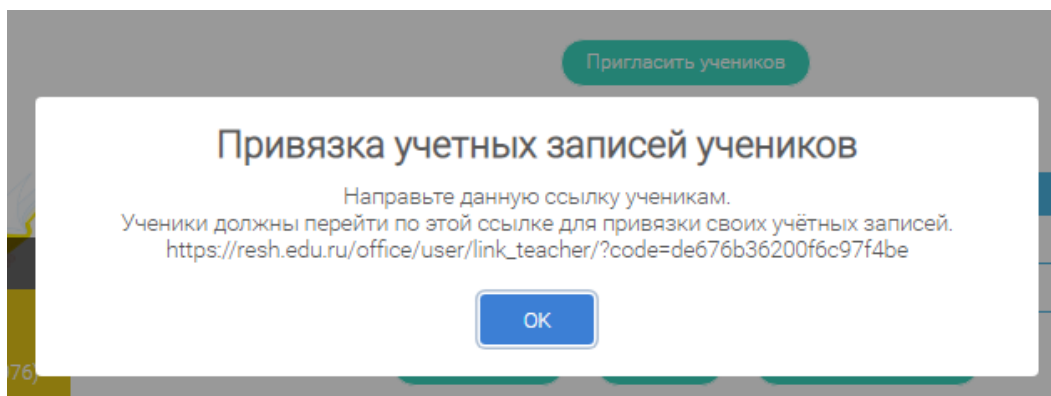 Пригласить учеников
Привязка учетных записей учеников
Направьте данную ссылку ученикам.
Ученики должны перейти по этой ссылке для привязки своих учётных записей.
https://resh.edu.ru/office/user/link_teacher/?code=de676b36200f6c97f4be
OK
976)